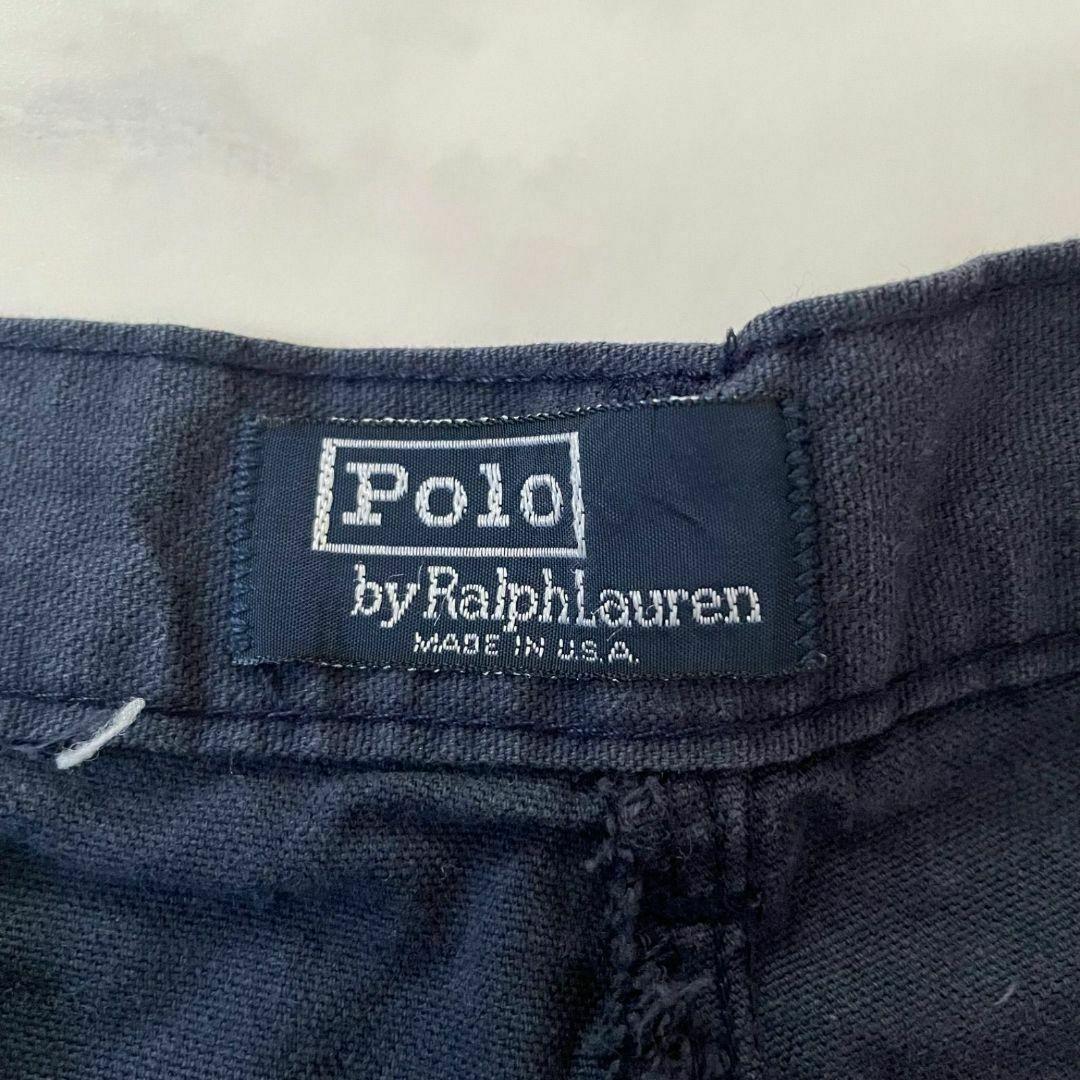 Polo
by Ralph Lauren
MADE IN U.S.A.